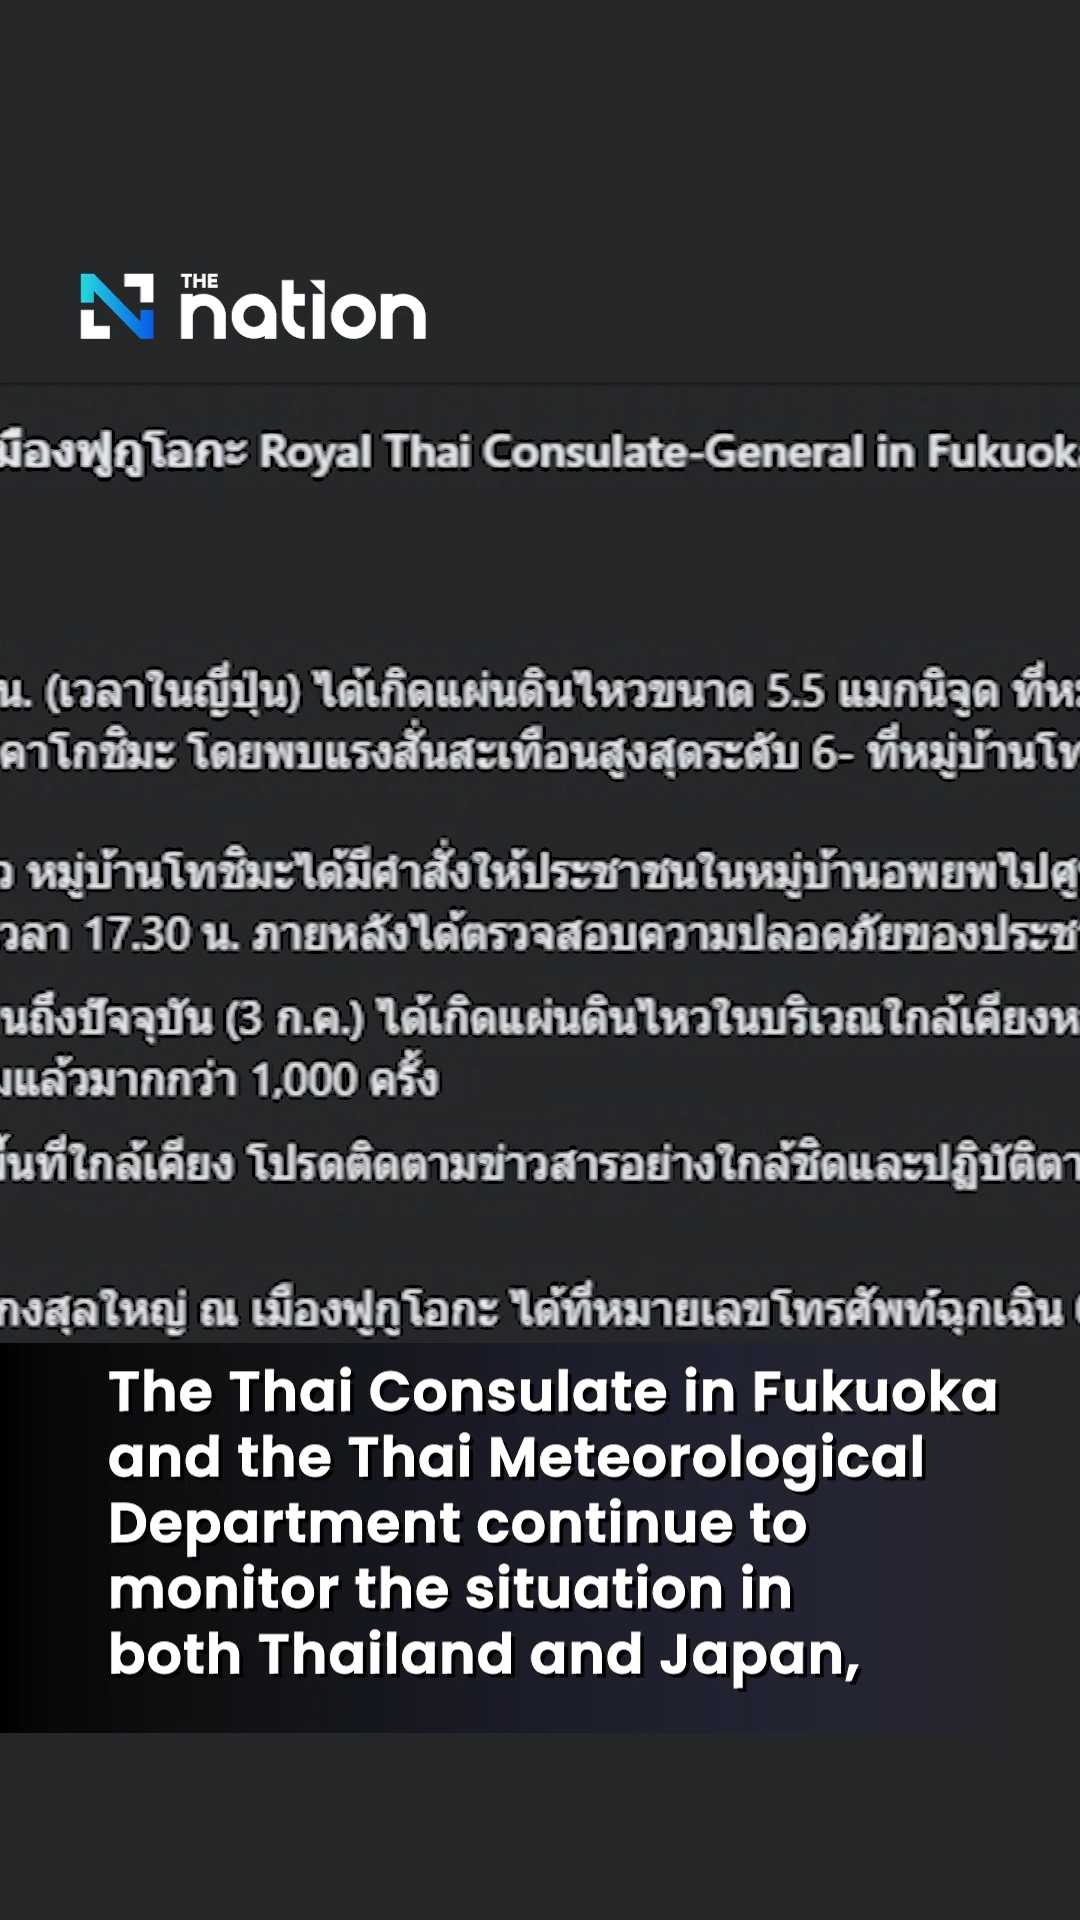 THE
nation
มืองฟุกูโอกะ Royal Thai Consulate-General in Fukuok
น. (เวลาในญี่ปุ่น) ได้เกิดแผ่นดินไหวขนาด 5.5 แมกนิจูด ที่ห
คาโกชิมะ โดยพบแรงสั่นสะเทือนสูงสุดระดับ 6- ที่หมู่บ้านโท
ว หมู่บ้านโทชิมะได้มีคำสั่งให้ประชาชนในหมู่บ้านอพยพไปศู
วลา 17.30 น. ภายหลังได้ตรวจสอบความปลอดภัยของประช
นถึงปัจจุบัน (3 ก.ค.) ได้เกิดแผ่นดินไหวในบริเวณใกล้เคียงห
แล้วมากกว่า 1,000 ครั้ง
นที่ใกล้เคียง โปรดติดตามข่าวสารอย่างใกล้ชิดและปฏิบัติตา
กงสุลใหญ่ ณ เมืองฟูกูโอกะ ได้ที่หมายเลขโทรศัพท์ฉุกเฉิน
The Thai Consulate in Fukuoka
and the Thai Meteorological
Department continue to
monitor the situation in
both Thailand and Japan,